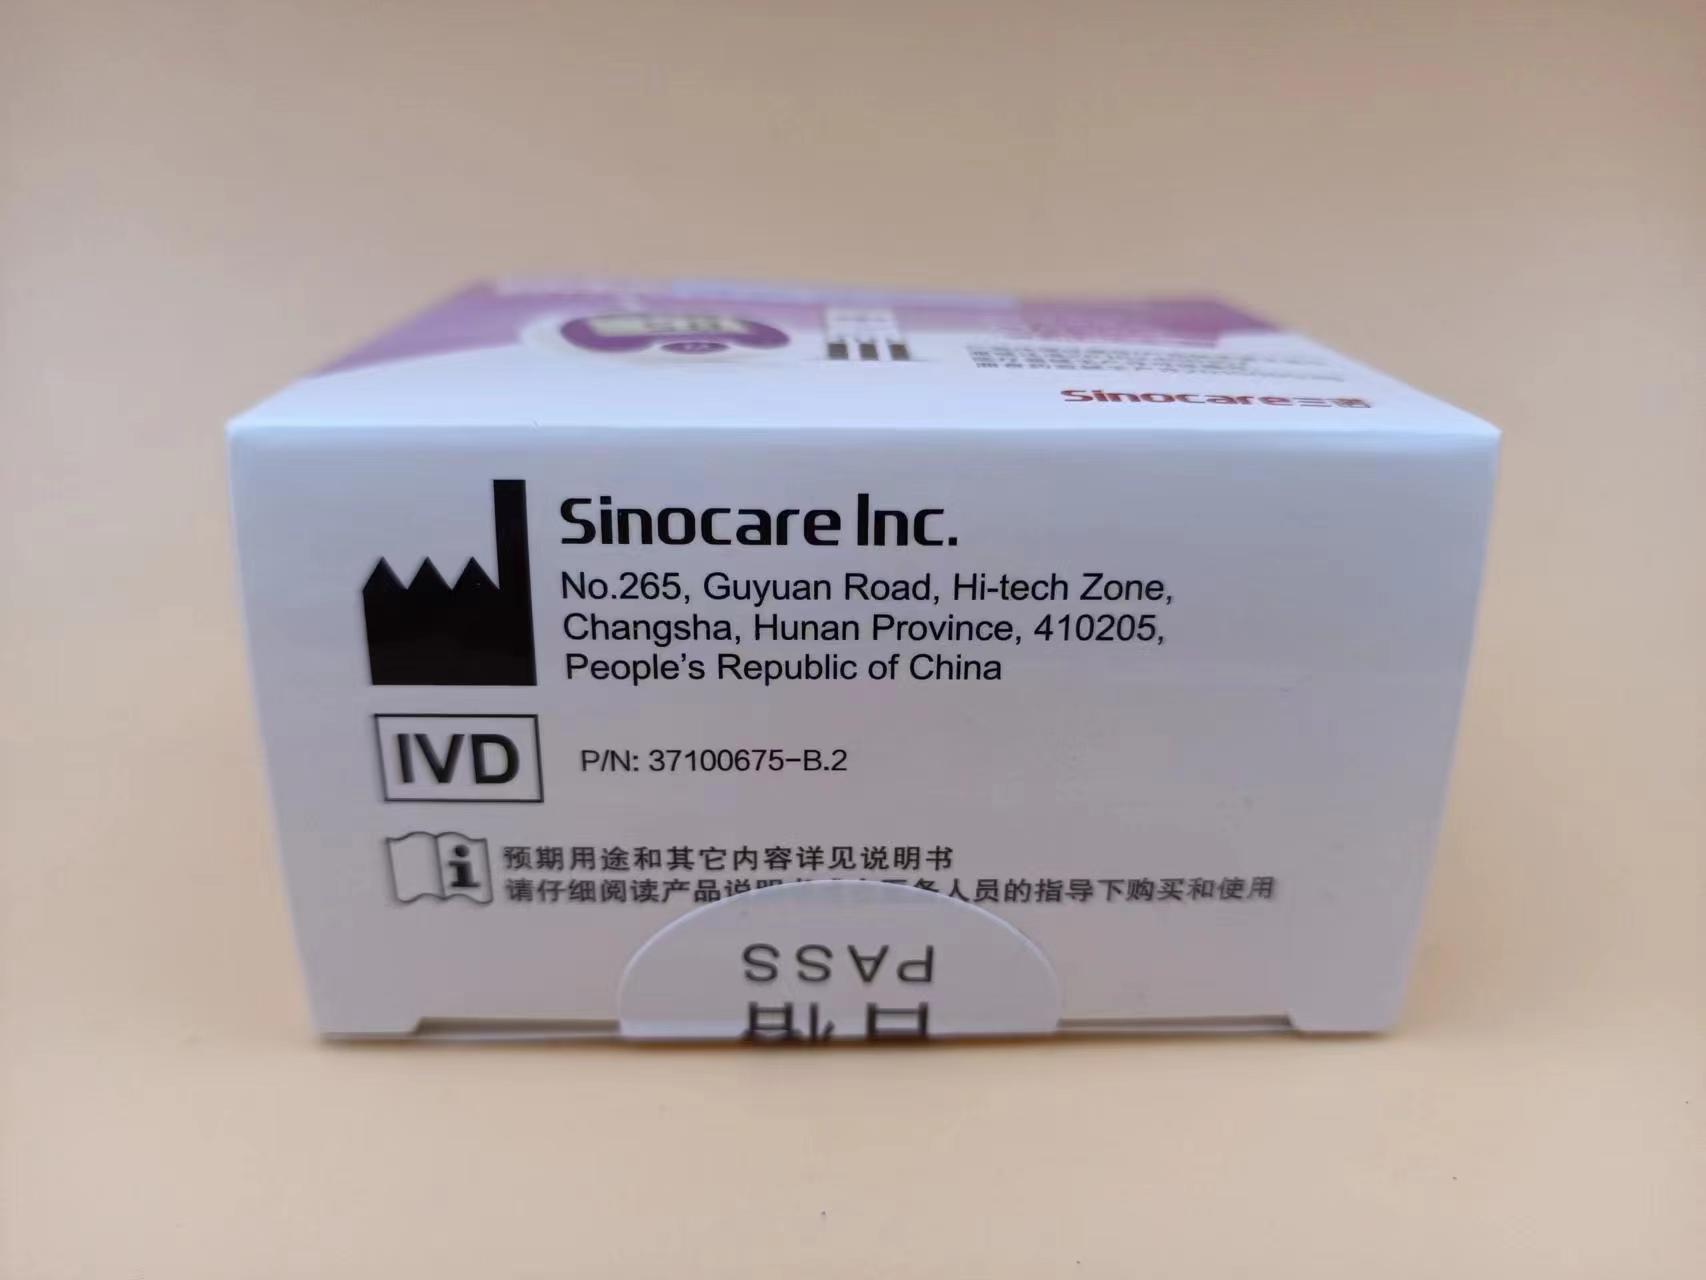 Sinocare三诺
Sinocare Inc.
No.265, Guyuan Road, Hi-tech Zone,
Changsha, Hunan Province, 410205,
People's Republic of China
IVD
P/N: 37100675-B.2
i
预期用途和其它内容详见说明书
请仔细阅读产品说明 人员的指导下购买和使用
PASS